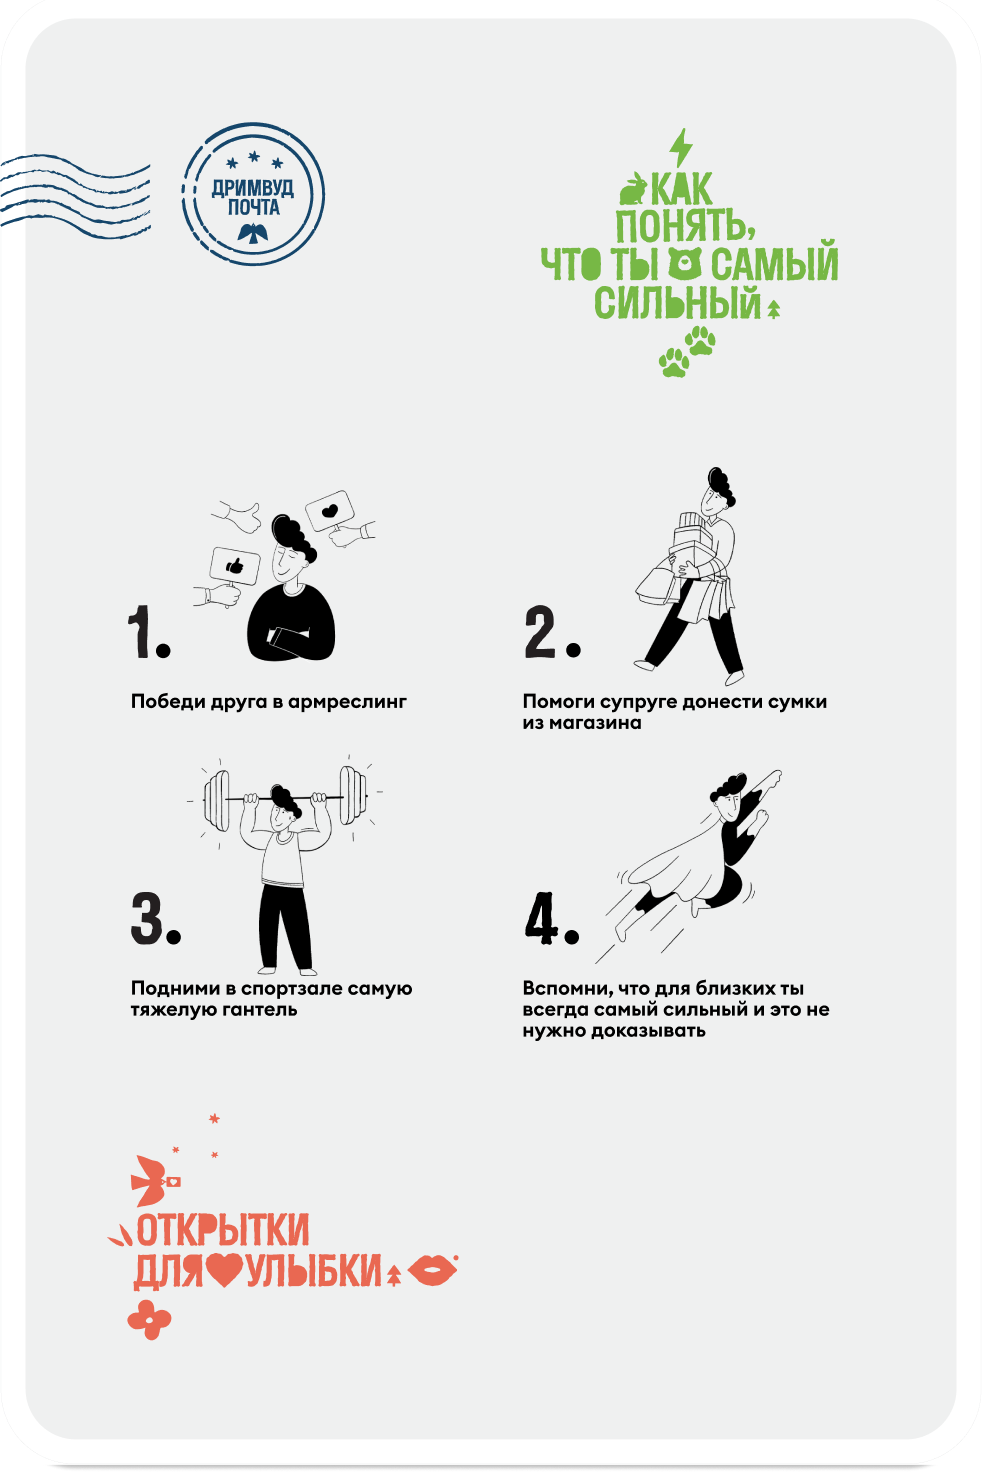 ДРИМВУД
ПОЧТА
КАК
ПОНЯТЬ,
ЧТО ТЫ САМЫЙ
СИЛЬНЫЙ
1.
Победи друга в армреслинг
2.
Помоги супруге донести сумки
из магазина
3.
Подними в спортзале самую
тяжелую гантель
4.
Вспомни, что для близких ты
всегда самый сильный и это не
нужно доказывать
ОТКРЫТКИ
ДЛЯ УЛЫБКИ